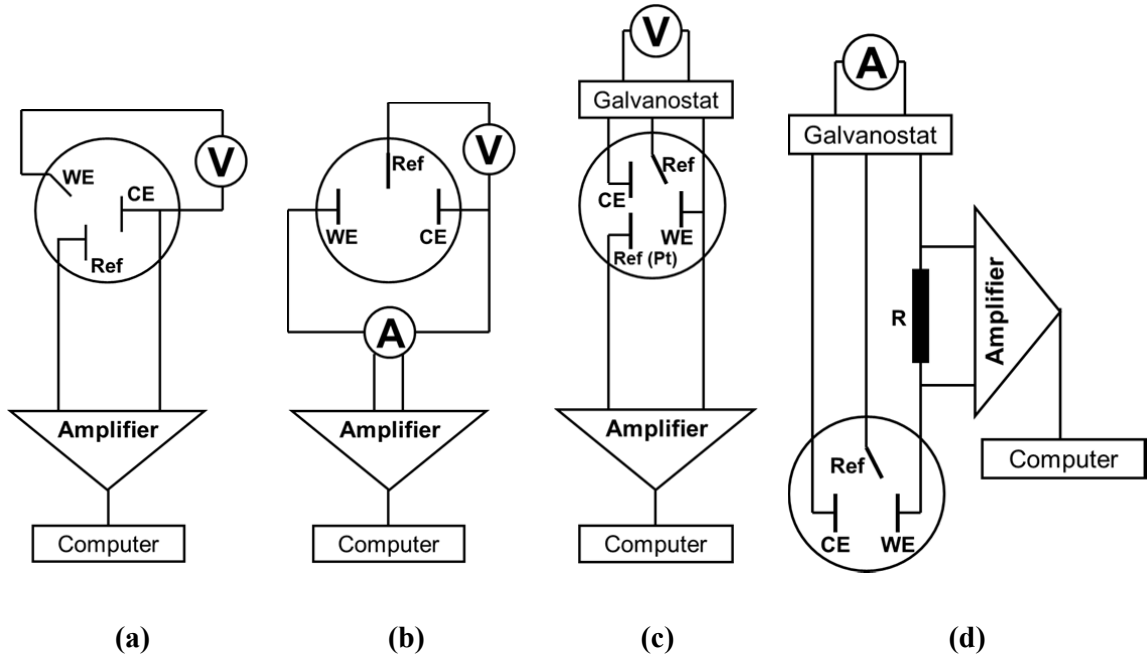 WE
CE
Ref
V
Amplifier
Computer
(a)
Ref
V
WE
CE
A
Amplifier
Computer
(b)
V
Galvanostat
Ref
CE
WE
Ref (Pt)
Amplifier
Computer
(c)
A
Galvanostat
R
Amplifier
Computer
Ref
CE
WE
(d)